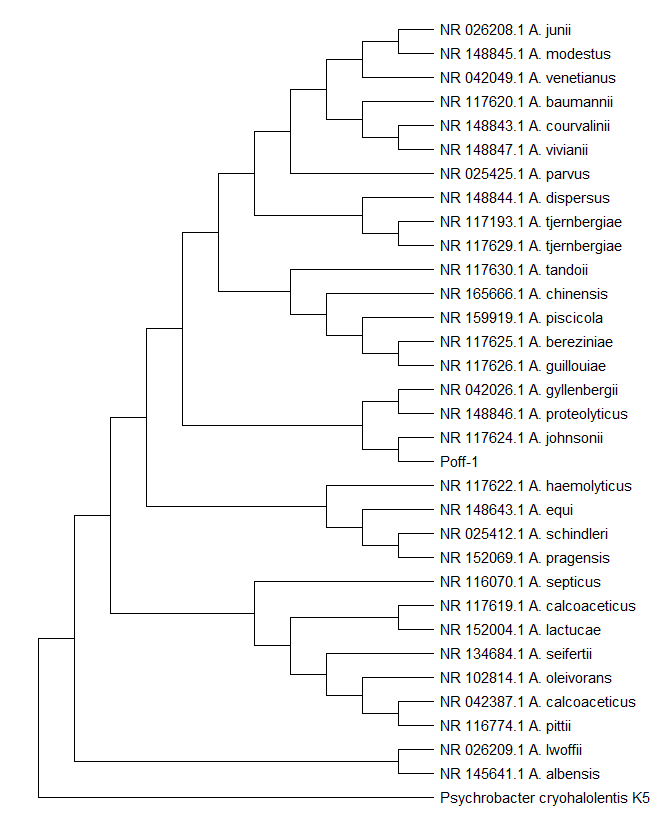 NR 026208.1 A. junii
NR 148845.1 A. modestus
NR 042049.1 A. venetianus
NR 117620.1 A. baumannii
NR 148843.1 A. courvalinii
NR 148847.1 A. vivianii
NR 025425.1 A. parvus
NR 148844.1 A. dispersus
NR 117193.1 A. tjernbergiae
NR 117629.1 A. tjernbergiae
NR 117630.1 A. tandoii
NR 165666.1 A. chinensis
NR 159919.1 A. piscicola
NR 117625.1 A. bereziniae
NR 117626.1 A. guillouiae
NR 042026.1 A. gyllenbergii
NR 148846.1 A. proteolyticus
NR 117624.1 A. johnsonii
Poff-1
NR 117622.1 A. haemolyticus
NR 148643.1 A. equi
NR 025412.1 A. schindleri
NR 152069.1 A. pragensis
NR 116070.1 A. septicus
NR 117619.1 A. calcoaceticus
NR 152004.1 A. lactucae
NR 134684.1 A. seifertii
NR 102814.1 A. oleivorans
NR 042387.1 A. calcoaceticus
NR 116774.1 A. pittii
NR 026209.1 A. lwoffii
NR 145641.1 A. albensis
Psychrobacter cryohalolentis K5